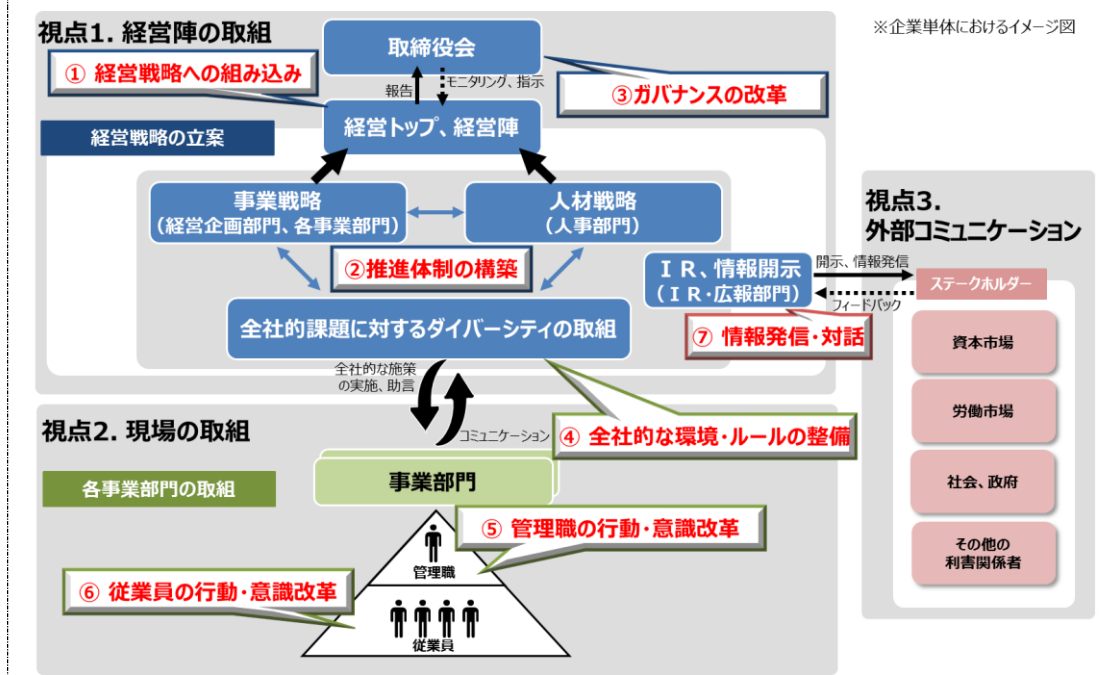 視点1. 経営陣の取組
※企業単体におけるイメージ図
取締役会
① 経営戦略への組み込み
報告
モニタリング、指示
③ガバナンスの改革
経営トップ、経営陣
経営戦略の立案
事業戦略
(経営企画部門、各事業部門)
人材戦略
(人事部門)
②推進体制の構築
全社的課題に対するダイバーシティの取組
ＩＲ、情報開示
(ＩＲ・広報部門)
⑦ 情報発信・対話
視点3.
外部コミュニケーション
開示、情報発信
フィードバック
ステークホルダー
資本市場
労働市場
社会、政府
その他の
利害関係者
全社的な施策
の実施、助言
コミュニケーション
④ 全社的な環境・ルールの整備
視点2. 現場の取組
各事業部門の取組
事業部門
⑤ 管理職の行動・意識改革
管理職
⑥ 従業員の行動・意識改革
従業員